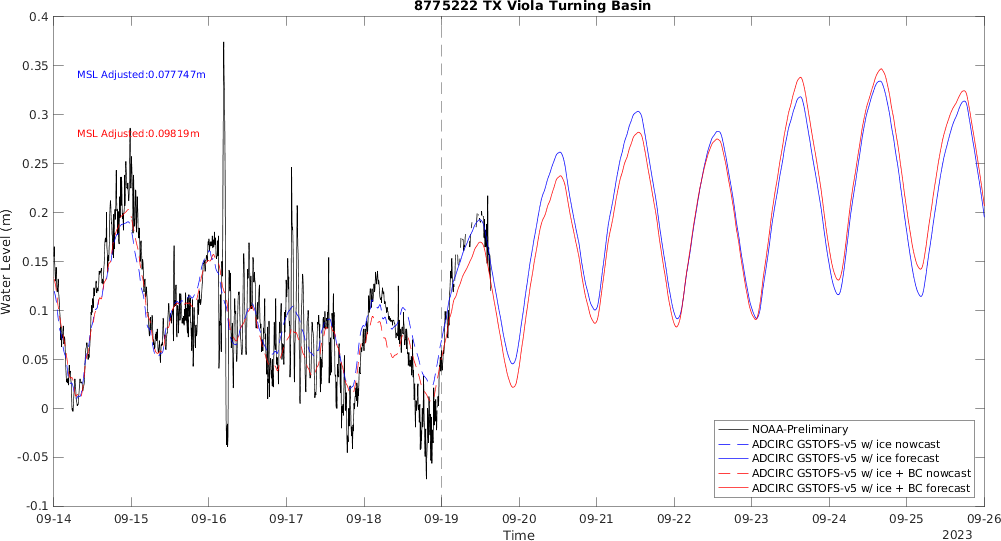 8775222 TX Viola Turning Basin
Water Level (m)
0.4
0.35
0.3
0.25
0.2
0.15
0.1
0.05
0
-0.05
-0.1
MSL Adjusted:0.077747m
MSL Adjusted:0.09819m
NOAA-Preliminary
ADCIRC GSTOFS-v5 w/ ice nowcast
ADCIRC GSTOFS-v5 w/ ice forecast
ADCIRC GSTOFS-v5 w/ ice + BC nowcast
ADCIRC GSTOFS-v5 w/ ice + BC forecast
09-14 09-15 09-16 09-17 09-18 09-19 09-20 09-21 09-22 09-23 09-24 09-25 09-26
Time
2023